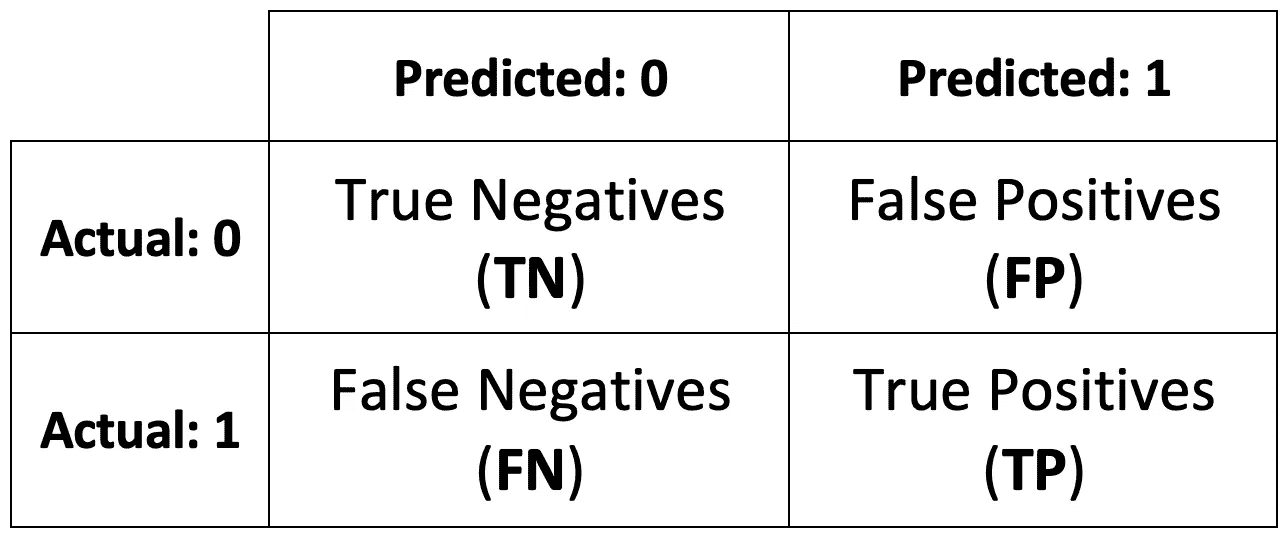 Predicted: 0
Predicted: 1
Actual: 0
True Negatives
(TN)
False Positives
(FP)
Actual: 1
False Negatives
(FN)
True Positives
(TP)